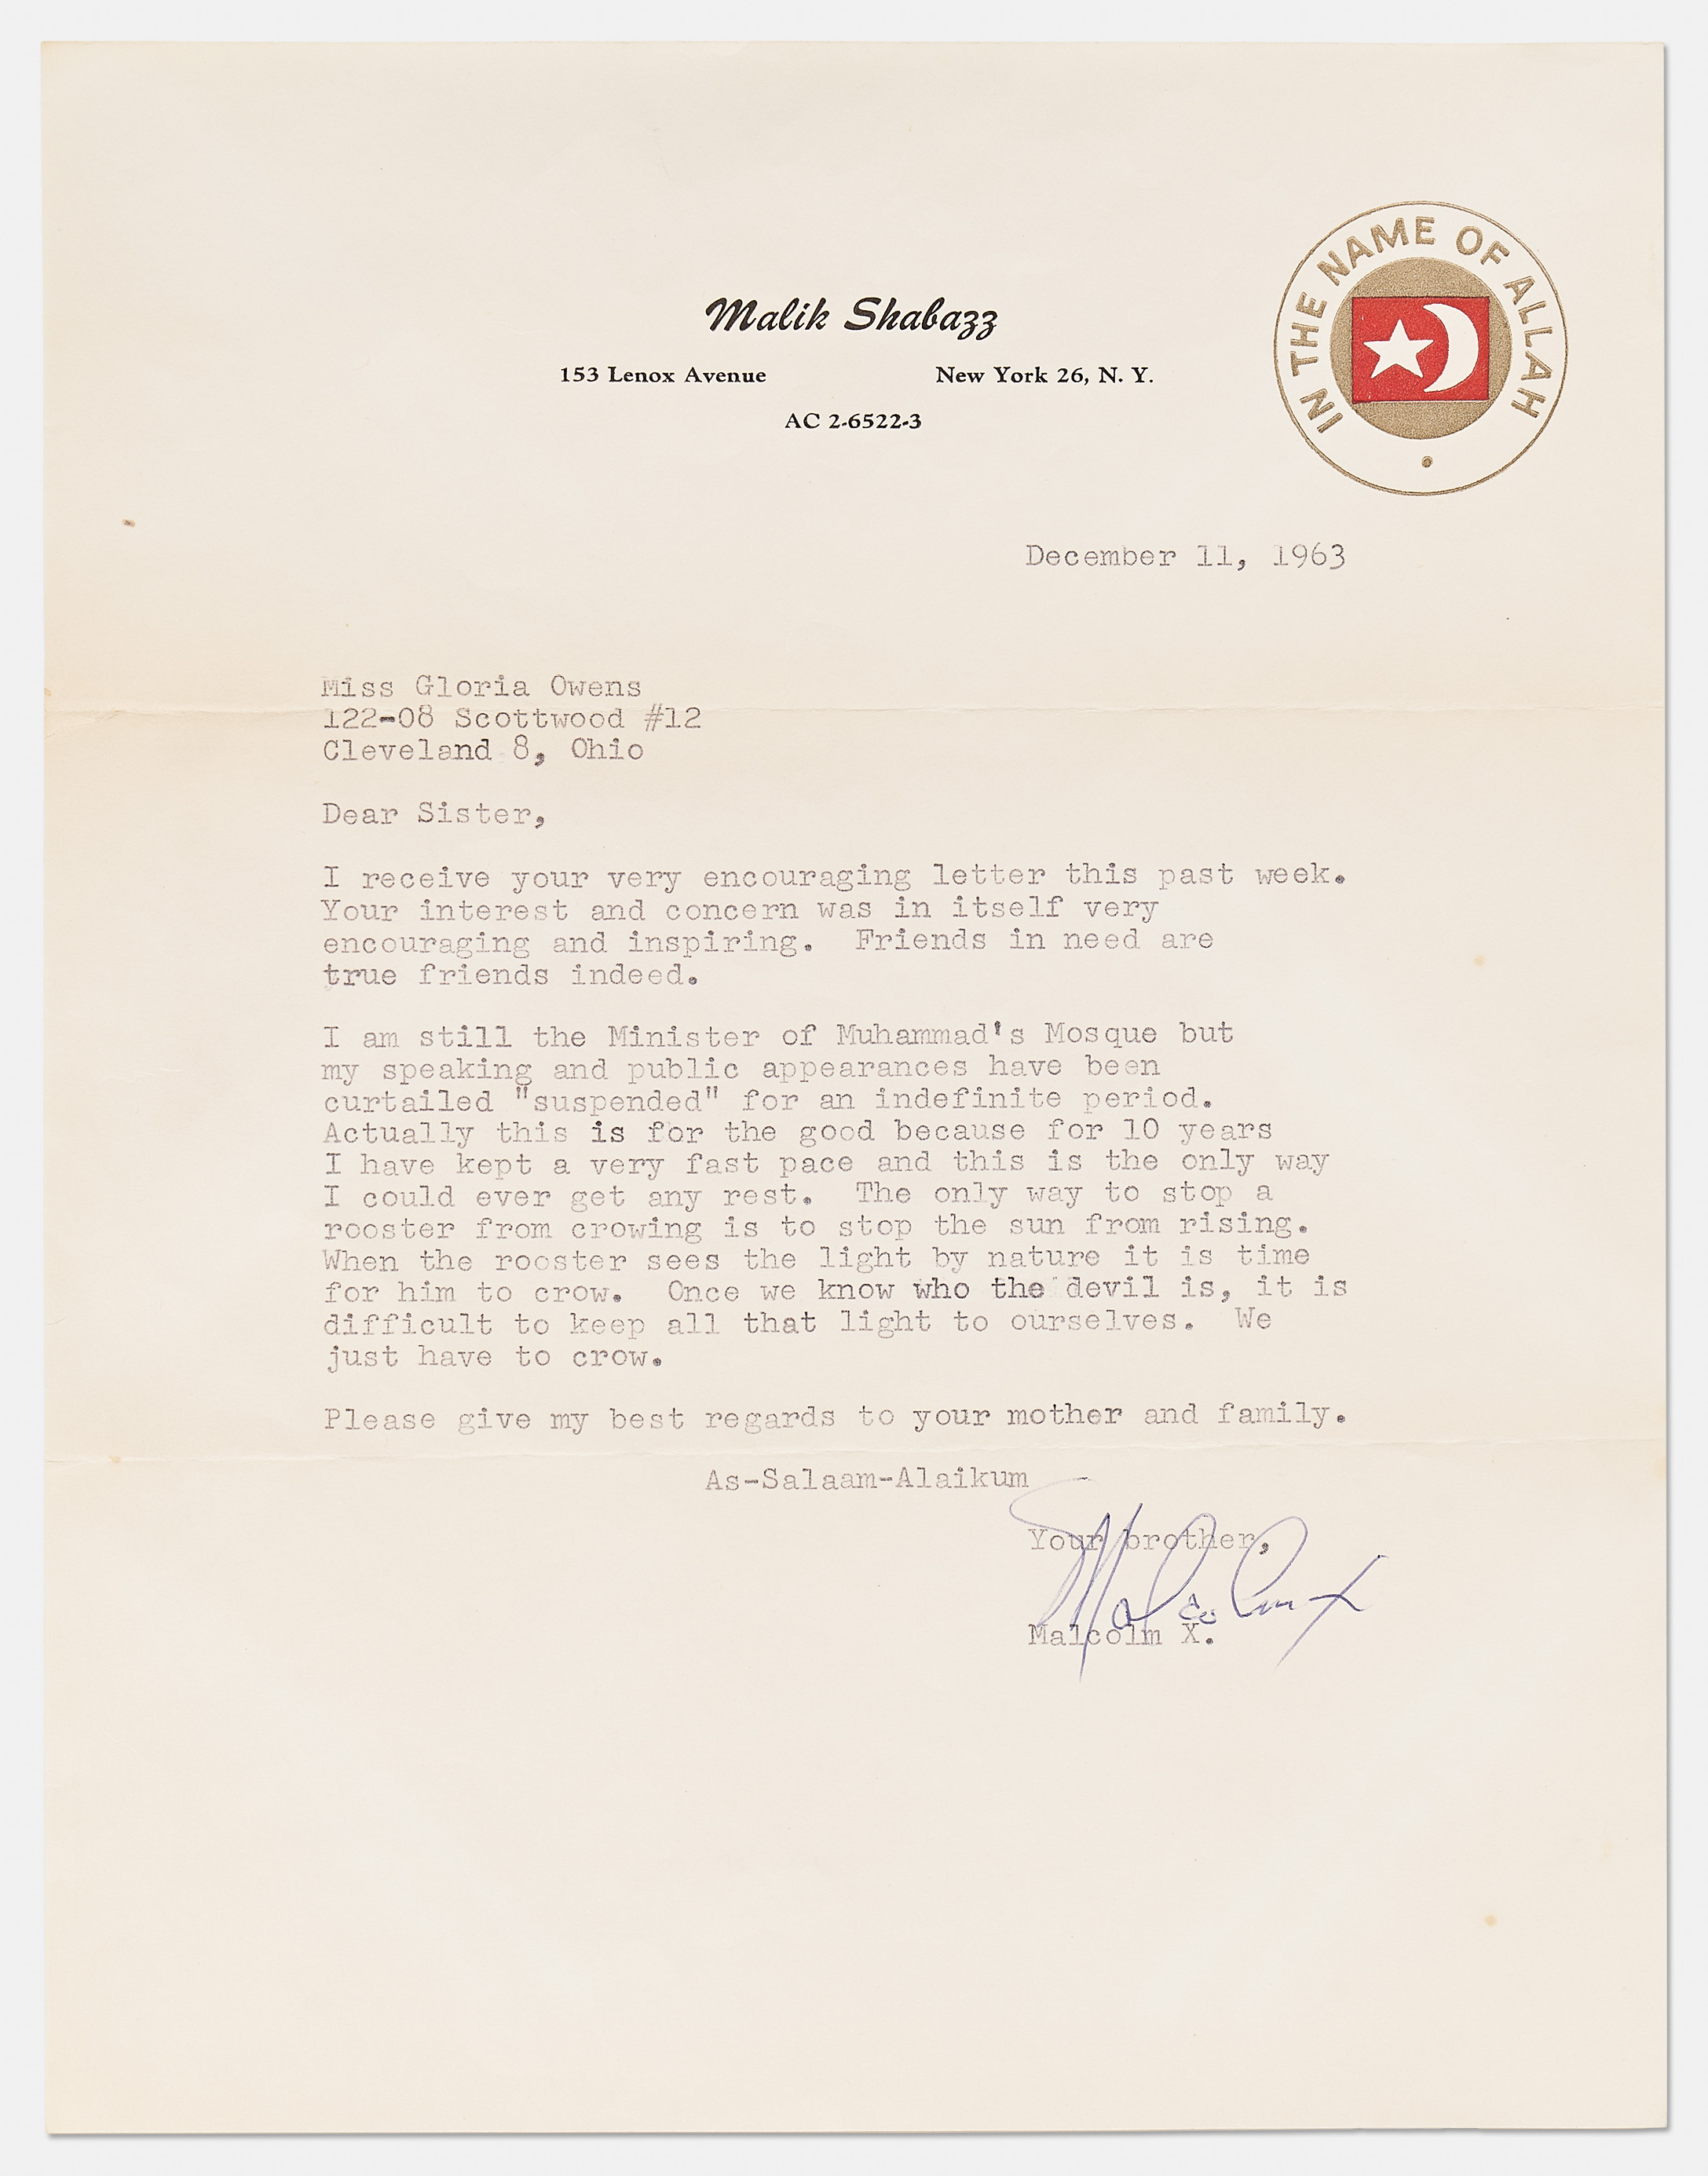 IN THE NAME OF ALLAH
Malik Shabazz
153 Lenox Avenue New York 26, N. Y.
AC 2-6522-3
December 11, 1963
Miss Gloria Owens
122-08 Scottwood #12
Cleveland 8, Ohio
Dear Sister,
I receive your very encouraging letter this past week.
Your interest and concern was in itself very
encouraging and inspiring. Friends in need are
true friends indeed.
I am still the Minister of Muhammad's Mosque but
my speaking and public appearances have been
curtailed "suspended" for an indefinite period.
Actually this is for the good because for 10 years
I have kept a very fast pace and this is the only way
I could ever get any rest. The only way to stop a
rooster from crowing is to stop the sun from rising.
When the rooster sees the light by nature it is time
for him to crow. Once we know who the devil is, it is
difficult to keep all that light to ourselves. We
just have to crow.
Please give my best regards to your mother and family.
As-Salaam-Alaikum
Your brother,
Malcolm X
Malcolm X.